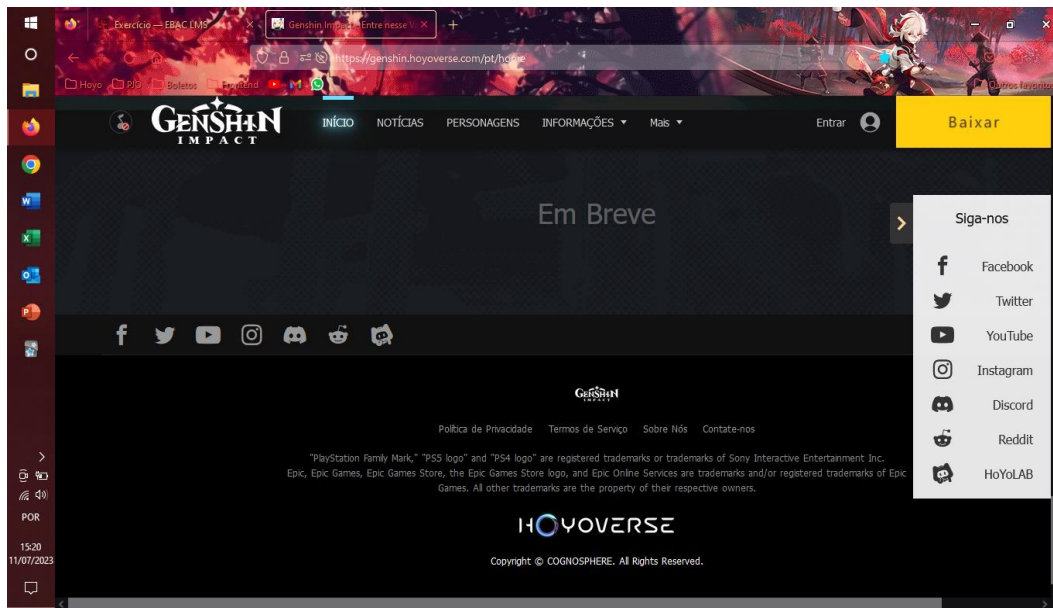 Exercício — EBAC LMS
Genshin Impact - Entre nesse V
https://genshin.hoyoverse.com/pt/home
Hoyo PJO Boletos Frontend Outros favoritos
GENSHIN IMPACT
INÍCIO NOTÍCIAS PERSONAGENS INFORMAÇÕES Mais Entrar Baixar
Em Breve
Siga-nos
Facebook
Twitter
YouTube
Instagram
Discord
Reddit
HoYoLAB
GENSHIN IMPACT
Política de Privacidade Termos de Serviço Sobre Nós Contate-nos
"PlayStation Family Mark," "PS5 logo" and "PS4 logo" are registered trademarks or trademarks of Sony Interactive Entertainment Inc.
Epic, Epic Games, Epic Games Store, the Epic Games Store logo, and Epic Online Services are trademarks and/or registered trademarks of Epic
Games. All other trademarks are the property of their respective owners.
HOYOVERSE
Copyright © COGNOSPHERE. All Rights Reserved.
POR
15:20
11/07/2023